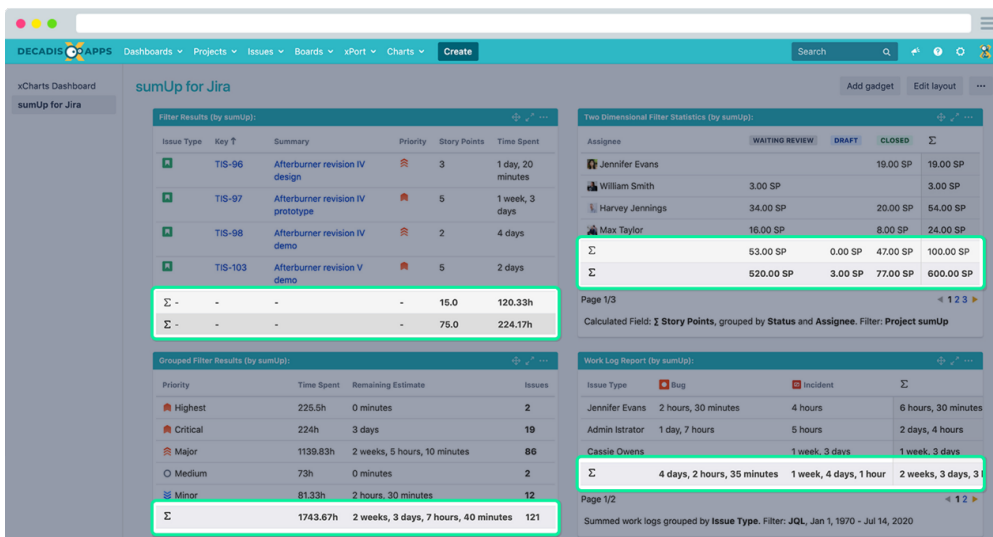 DECADIS APPS Dashboards Projects Issues Boards xPort Charts Create Search
xCharts Dashboard
sumUp for Jira
sumUp for Jira
Add gadget Edit layout
Filter Results (by sumUp):
Issue Type Key Summary Priority Story Points Time Spent
TIS-96 Afterburner revision IV design 3 1 day, 20 minutes
TIS-97 Afterburner revision IV prototype 5 1 week, 3 days
TIS-98 Afterburner revision IV demo 2 4 days
TIS-103 Afterburner revision V demo 5 2 days
Σ - - - - 15.0 120.33h
Σ - - - - 75.0 224.17h
Two Dimensional Filter Statistics (by sumUp):
Assignee WAITING REVIEW DRAFT CLOSED Σ
Jennifer Evans 19.00 SP 19.00 SP
William Smith 3.00 SP 3.00 SP
Harvey Jennings 34.00 SP 20.00 SP 54.00 SP
Max Taylor 16.00 SP 8.00 SP 24.00 SP
Σ 53.00 SP 0.00 SP 47.00 SP 100.00 SP
Σ 520.00 SP 3.00 SP 77.00 SP 600.00 SP
Page 1/3 1 2 3
Calculated Field: Σ Story Points, grouped by Status and Assignee. Filter: Project sumUp
Grouped Filter Results (by sumUp):
Priority Time Spent Remaining Estimate Issues
Highest 225.5h 0 minutes 2
Critical 224h 3 days 19
Major 1139.83h 2 weeks, 5 hours, 10 minutes 86
Medium 73h 0 minutes 2
Minor 81.33h 2 hours, 30 minutes 12
Σ 1743.67h 2 weeks, 3 days, 7 hours, 40 minutes 121
Work Log Report (by sumUp):
Issue Type Bug Incident Σ
Jennifer Evans 2 hours, 30 minutes 4 hours 6 hours, 30 minutes
Admin Istrator 1 day, 7 hours 5 hours 2 days, 4 hours
Cassie Owens 1 week, 3 days 1 week, 3 days
Σ 4 days, 2 hours, 35 minutes 1 week, 4 days, 1 hour 2 weeks, 3 days, 3
Page 1/2 1 2
Summed work logs grouped by Issue Type. Filter: JQL, Jan 1, 1970 - Jul 14, 2020